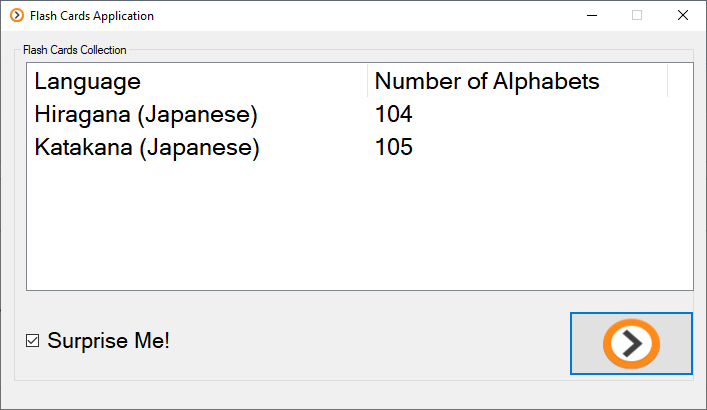 Flash Cards Application
Flash Cards Collection
Language Number of Alphabets
Hiragana (Japanese) 104
Katakana (Japanese) 105
Surprise Me!